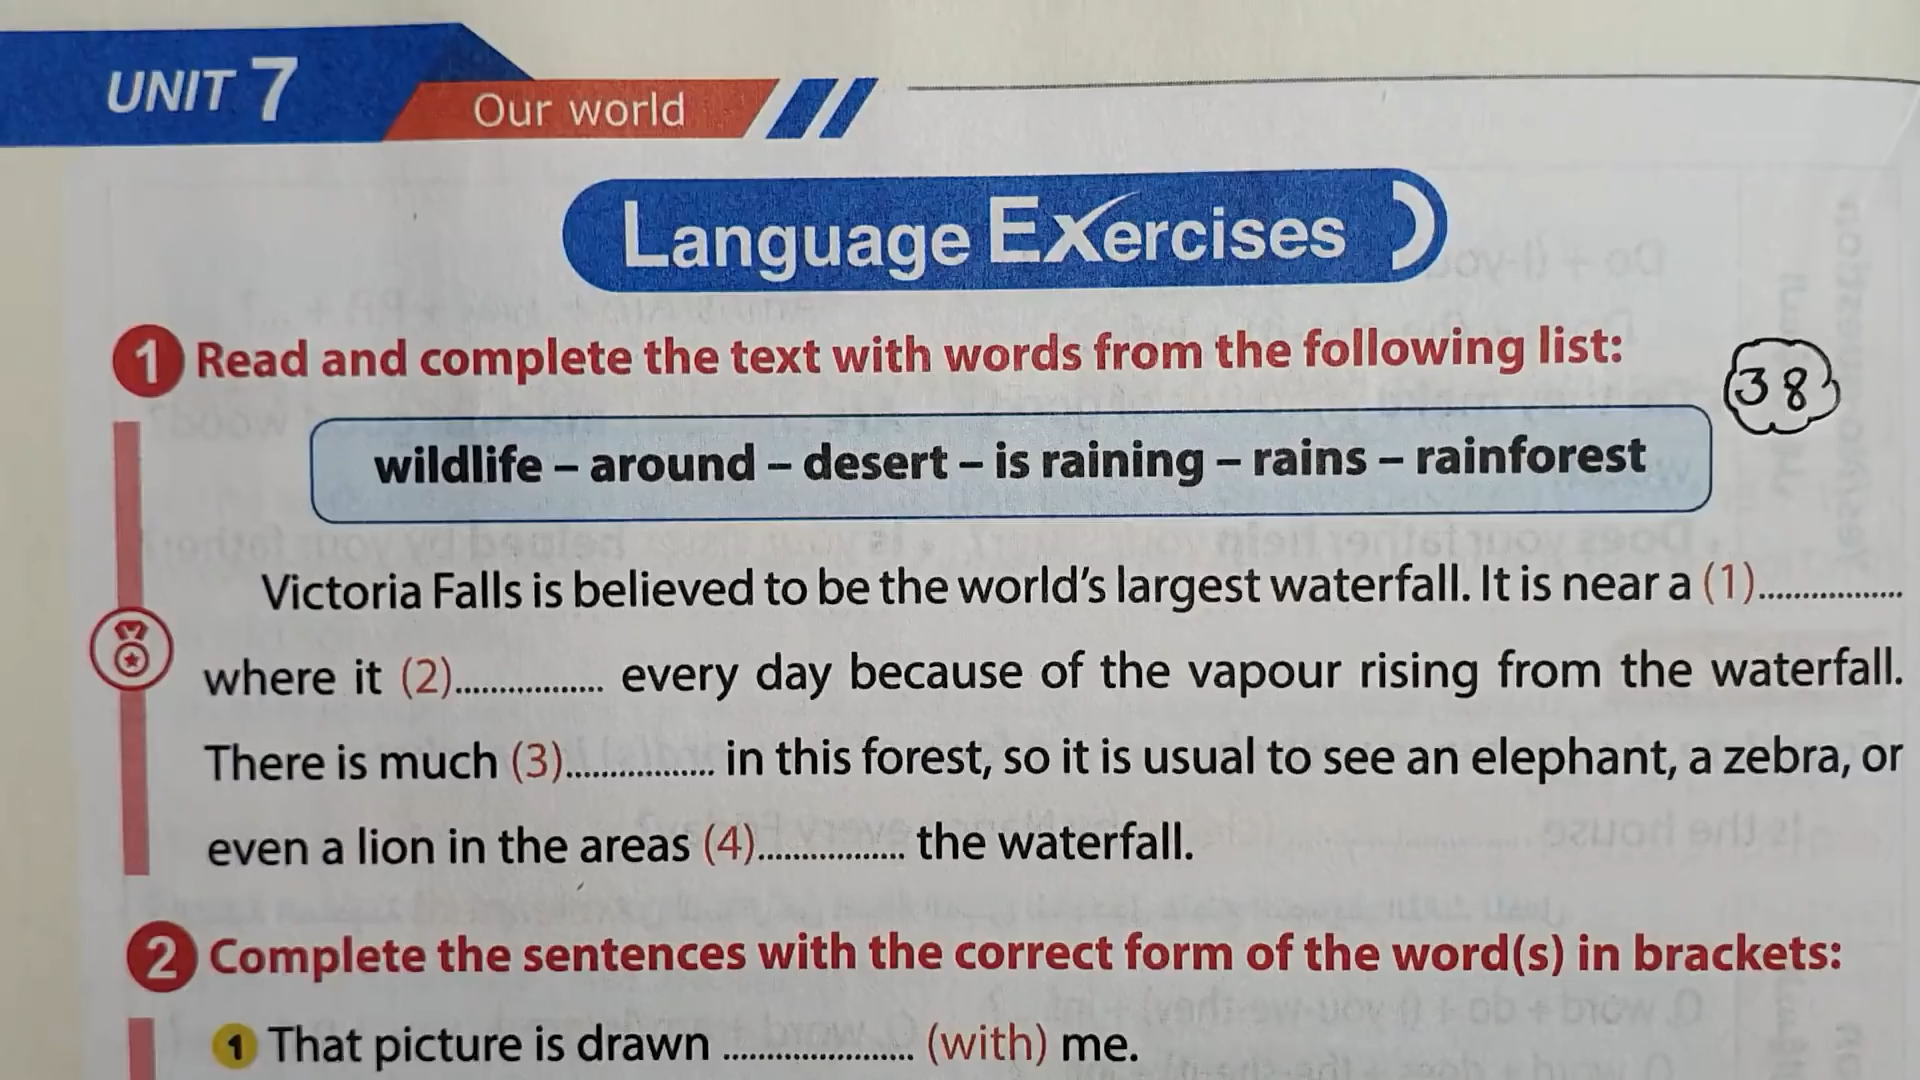 UNIT 7
Our world
Language Exercises
1 Read and complete the text with words from the following list:
38
wildlife – around – desert – is raining – rains – rainforest
Victoria Falls is believed to be the world's largest waterfall. It is near a (1)..................
where it (2).................. every day because of the vapour rising from the waterfall.
There is much (3).................. in this forest, so it is usual to see an elephant, a zebra, or
even a lion in the areas (4).................. the waterfall.
2 Complete the sentences with the correct form of the word(s) in brackets:
1 That picture is drawn ....................... (with) me.